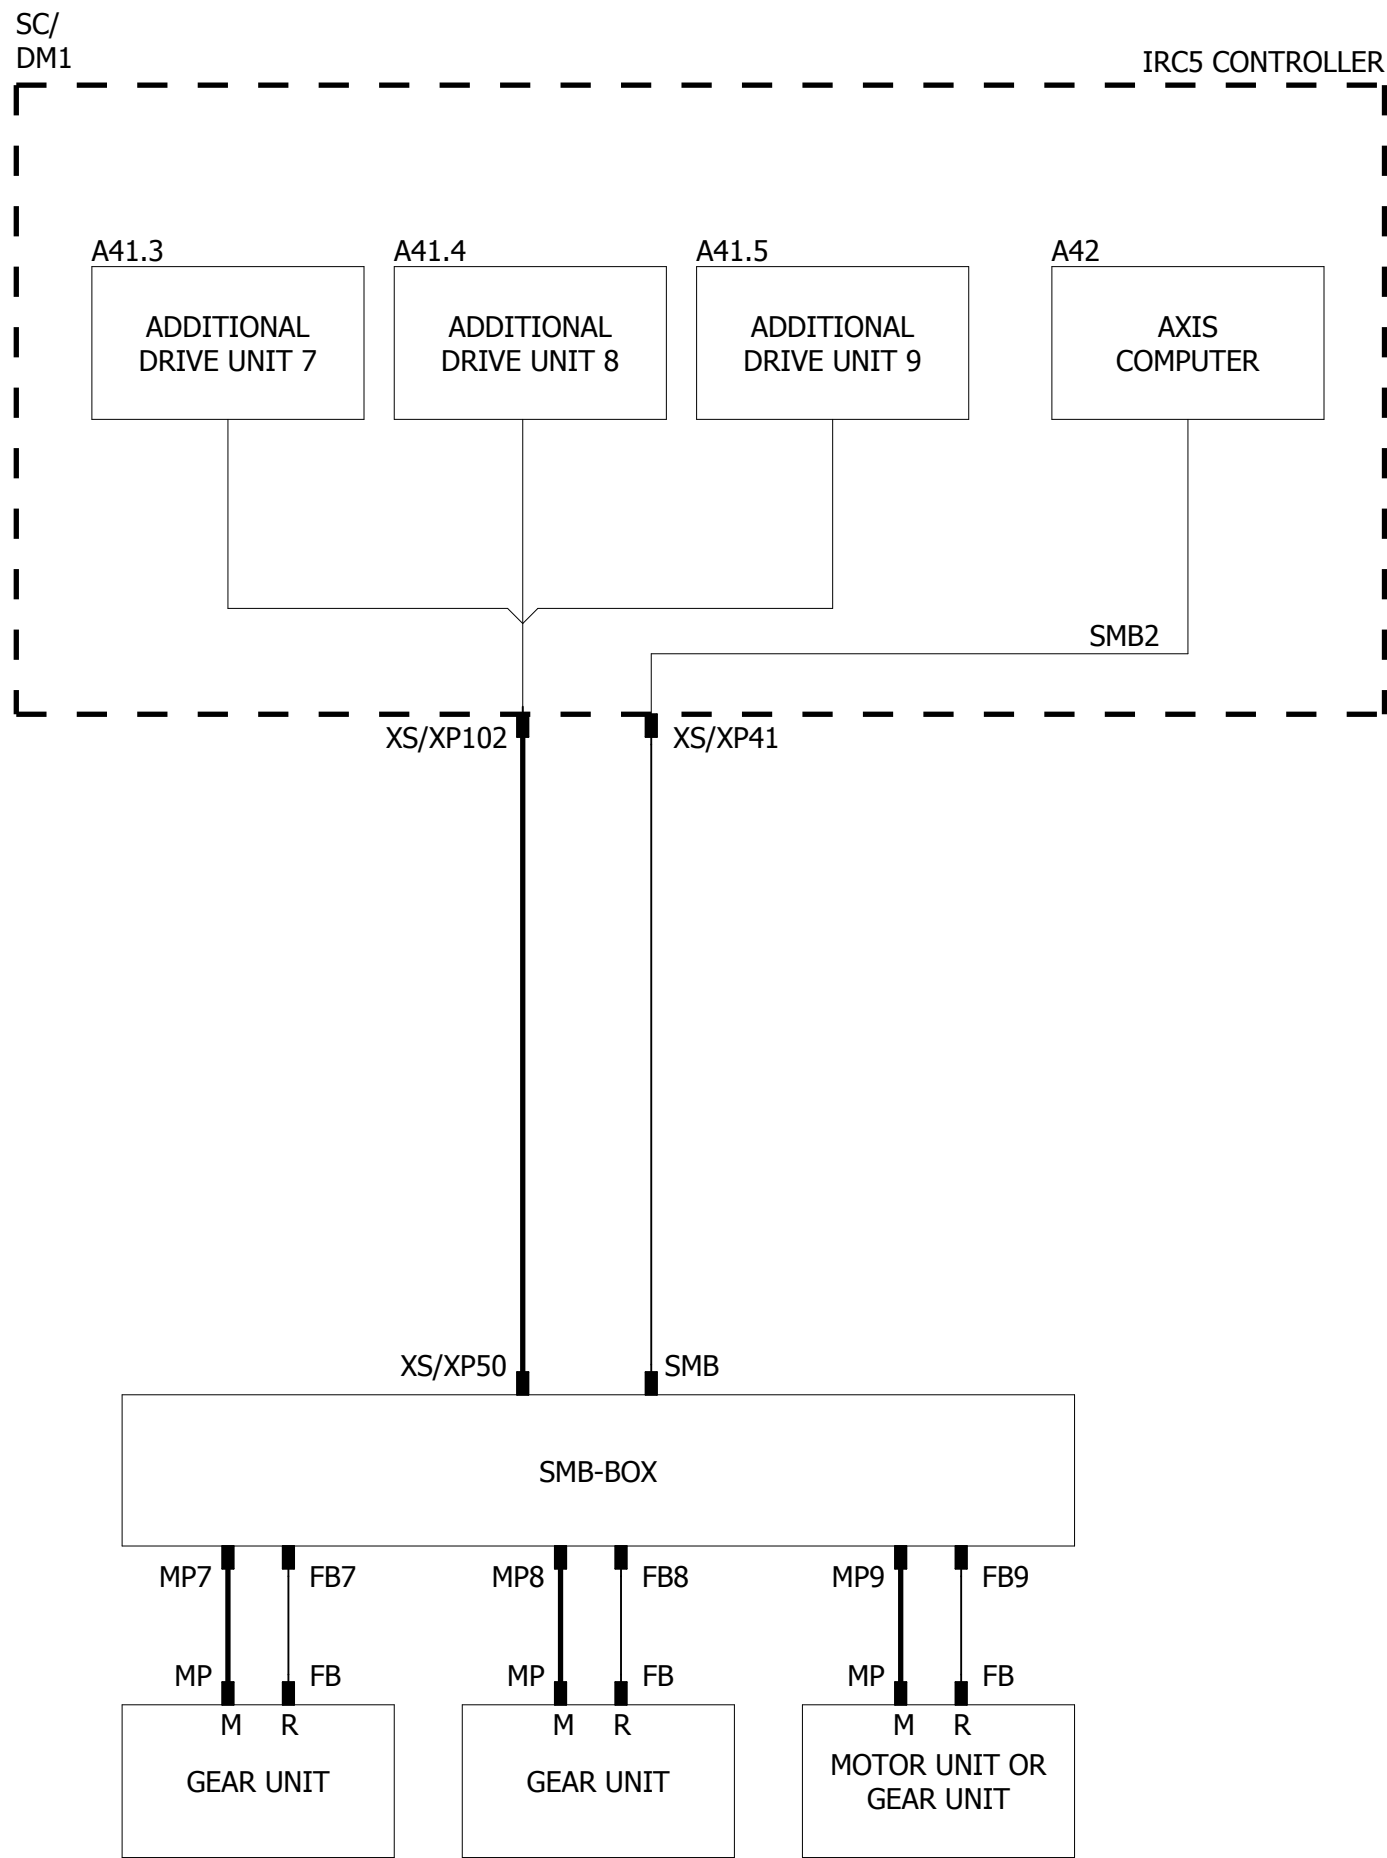 SC/
DM1
IRC5 CONTROLLER
A41.3
A41.4
A41.5
A42
ADDITIONAL
DRIVE UNIT 7
ADDITIONAL
DRIVE UNIT 8
ADDITIONAL
DRIVE UNIT 9
AXIS
COMPUTER
SMB2
XS/XP102
XS/XP41
XS/XP50
SMB
SMB-BOX
MP7
FB7
MP8
FB8
MP9
FB9
MP
FB
MP
FB
MP
FB
M
R
M
R
M
R
GEAR UNIT
GEAR UNIT
MOTOR UNIT OR
GEAR UNIT